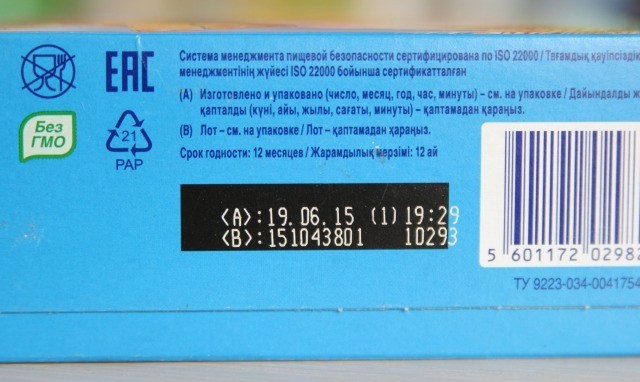 EAC
Система менеджмента пищевой безопасности сертифицирована по ISO 22000 / Тағамдық қауіпсіздік
менеджментінің жүйесі ISO 22000 бойынша сертификатталған
(A) Изготовлено и упаковано (число, месяц, год, час, минуты) – см. на упаковке / Дайындалды ж
қапталды (күні, айы, жылы, сағаты, минуты) – қаптамадан қараңыз.
(B) Лот – см. на упаковке / Лот – қаптамадан қараңыз.
Срок годности: 12 месяцев / Жарамдылық мерзімі: 12 ай
Без
ГМО
21
PAP
<A>:19.06.15 (1) 19:29
<B>:151043801 10293
5 601172 02982
ТУ 9223-034-0041754